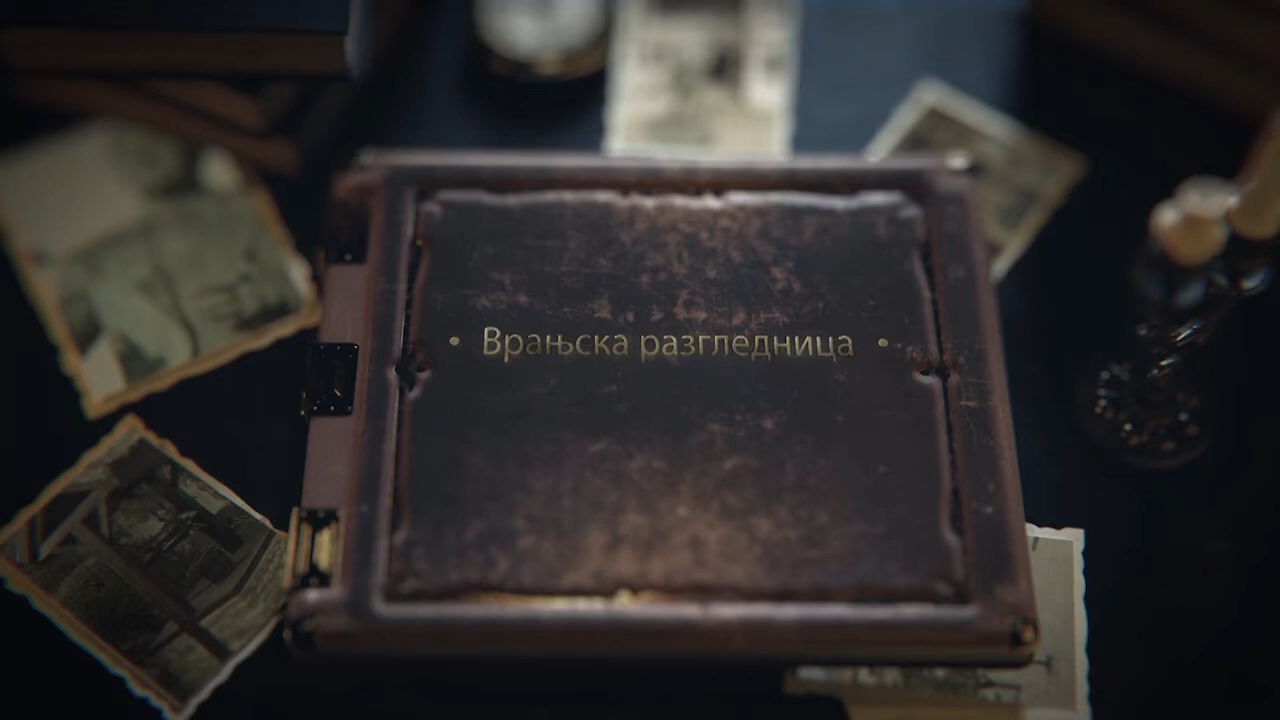 • Врањска разгледница •